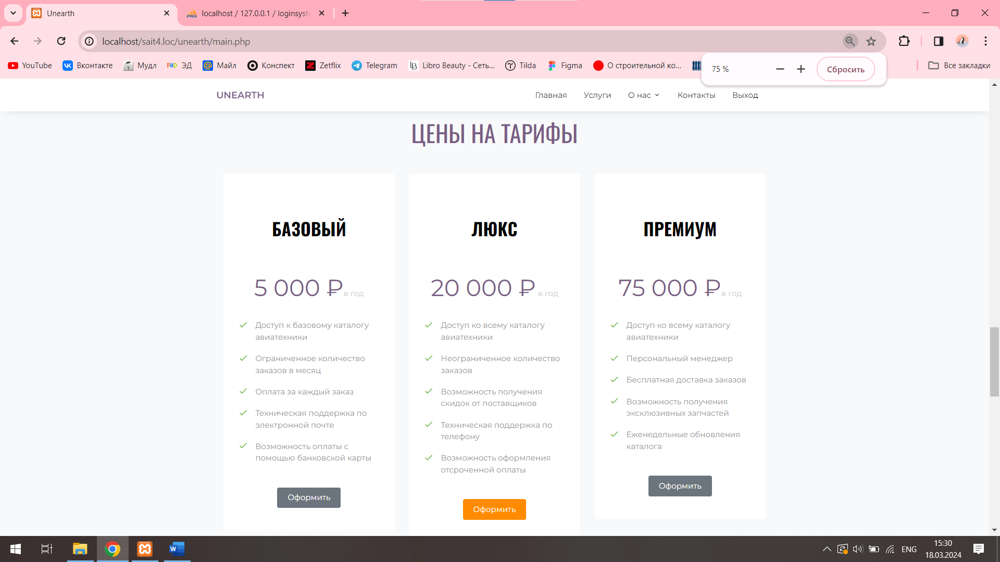 Unearth
localhost / 127.0.0.1 / loginsyste
localhost/sait4.loc/unearth/main.php
YouTube
Вконтакте
Мудл
РИО ЭД
Майл
Конспект
Zetflix
Telegram
Libro Beauty - Сеть...
Tilda
Figma
О строительной ко...
Все закладки
75 %
Сбросить
UNEARTH
Главная
Услуги
О нас
Контакты
Выход
ЦЕНЫ НА ТАРИФЫ
БАЗОВЫЙ
5 000 ₽ в год
Доступ к базовому каталогу
авиатехники
Ограниченное количество
заказов в месяц
Оплата за каждый заказ
Техническая поддержка по
электронной почте
Возможность оплаты с
помощью банковской карты
Оформить
ЛЮКС
20 000 ₽ в год
Доступ ко всему каталогу
авиатехники
Неограниченное количество
заказов
Возможность получения
скидок от поставщиков
Техническая поддержка по
телефону
Возможность оформления
отсроченной оплаты
Оформить
ПРЕМИУМ
75 000 ₽ в год
Доступ ко всему каталогу
авиатехники
Персональный менеджер
Бесплатная доставка заказов
Возможность получения
эксклюзивных запчастей
Еженедельные обновления
каталога
Оформить
ENG
15:30
18.03.2024